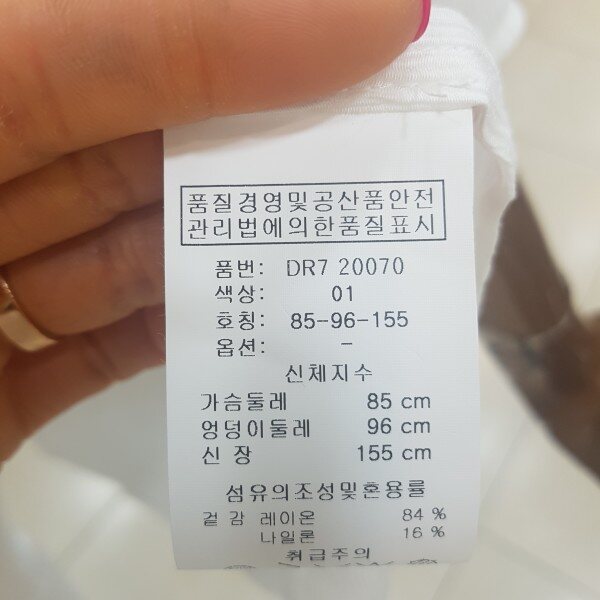 품질경영및공산품안전
관리법에의한품질표시
품번: DR7 20070
색상: 01
호칭: 85-96-155
옵션: -
신체지수
가슴둘레 85 cm
엉덩이둘레 96 cm
신 장 155 cm
섬유의조성및혼용률
겉 감 레이온 84 %
나일론 16 %
취급주의